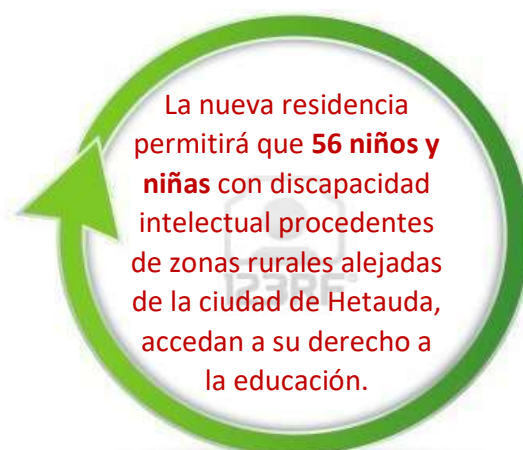 La nueva residencia
permitirá que 56 niños y
niñas con discapacidad
intelectual procedentes
de zonas rurales alejadas
de la ciudad de Hetauda,
123RF
accedan a su derecho a
la educación.